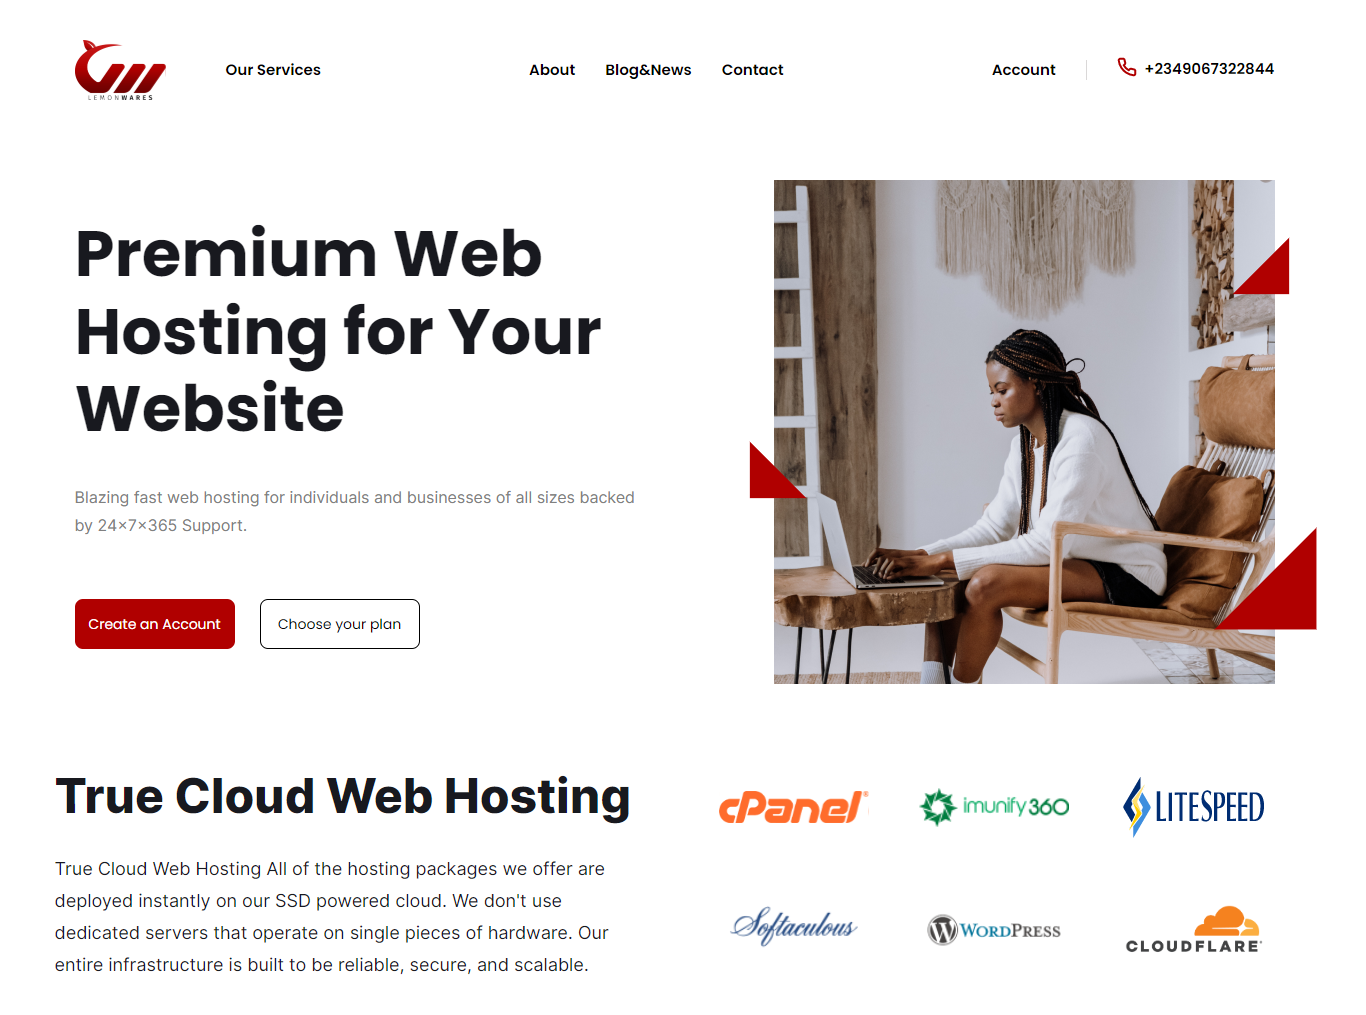 LEMONWARES
Our Services
About
Blog&News
Contact
Account
+2349067322844
Premium Web
Hosting for Your
Website
Blazing fast web hosting for individuals and businesses of all sizes backed
by 24×7×365 Support.
Create an Account
Choose your plan
True Cloud Web Hosting
True Cloud Web Hosting All of the hosting packages we offer are
deployed instantly on our SSD powered cloud. We don't use
dedicated servers that operate on single pieces of hardware. Our
entire infrastructure is built to be reliable, secure, and scalable.
cPanel®
imunify360
LITESPEED
Softaculous
WORDPRESS
CLOUDFLARE